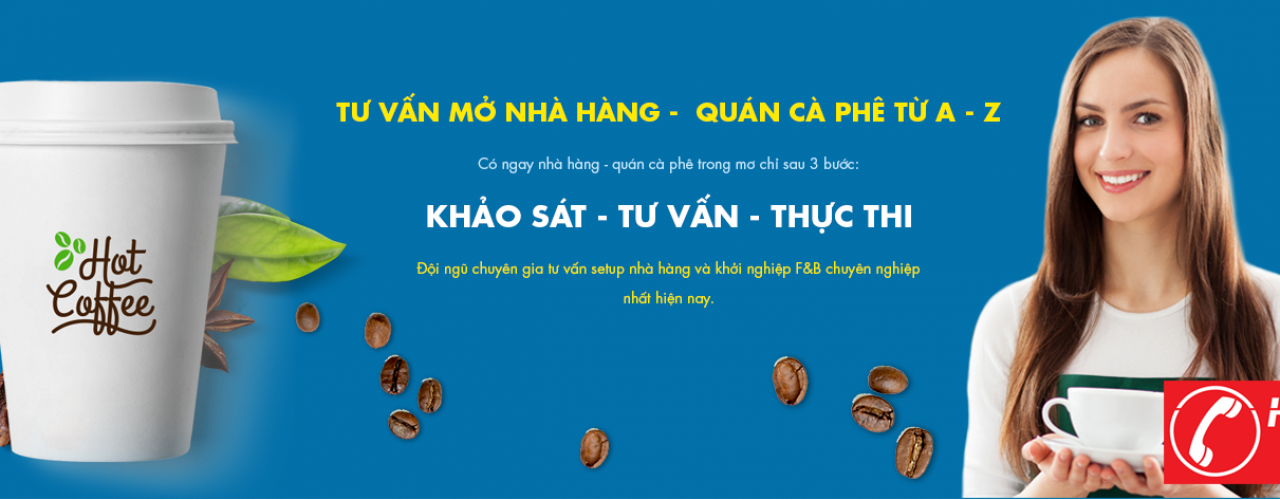 TƯ VẤN MỞ NHÀ HÀNG - QUÁN CÀ PHÊ TỪ A - Z
Có ngay nhà hàng - quán cà phê trong mơ chỉ sau 3 bước:
KHẢO SÁT - TƯ VẤN - THỰC THI
Đội ngũ chuyên gia tư vấn setup nhà hàng và khởi nghiệp F&B chuyên nghiệp
nhất hiện nay.
Hot
Coffee